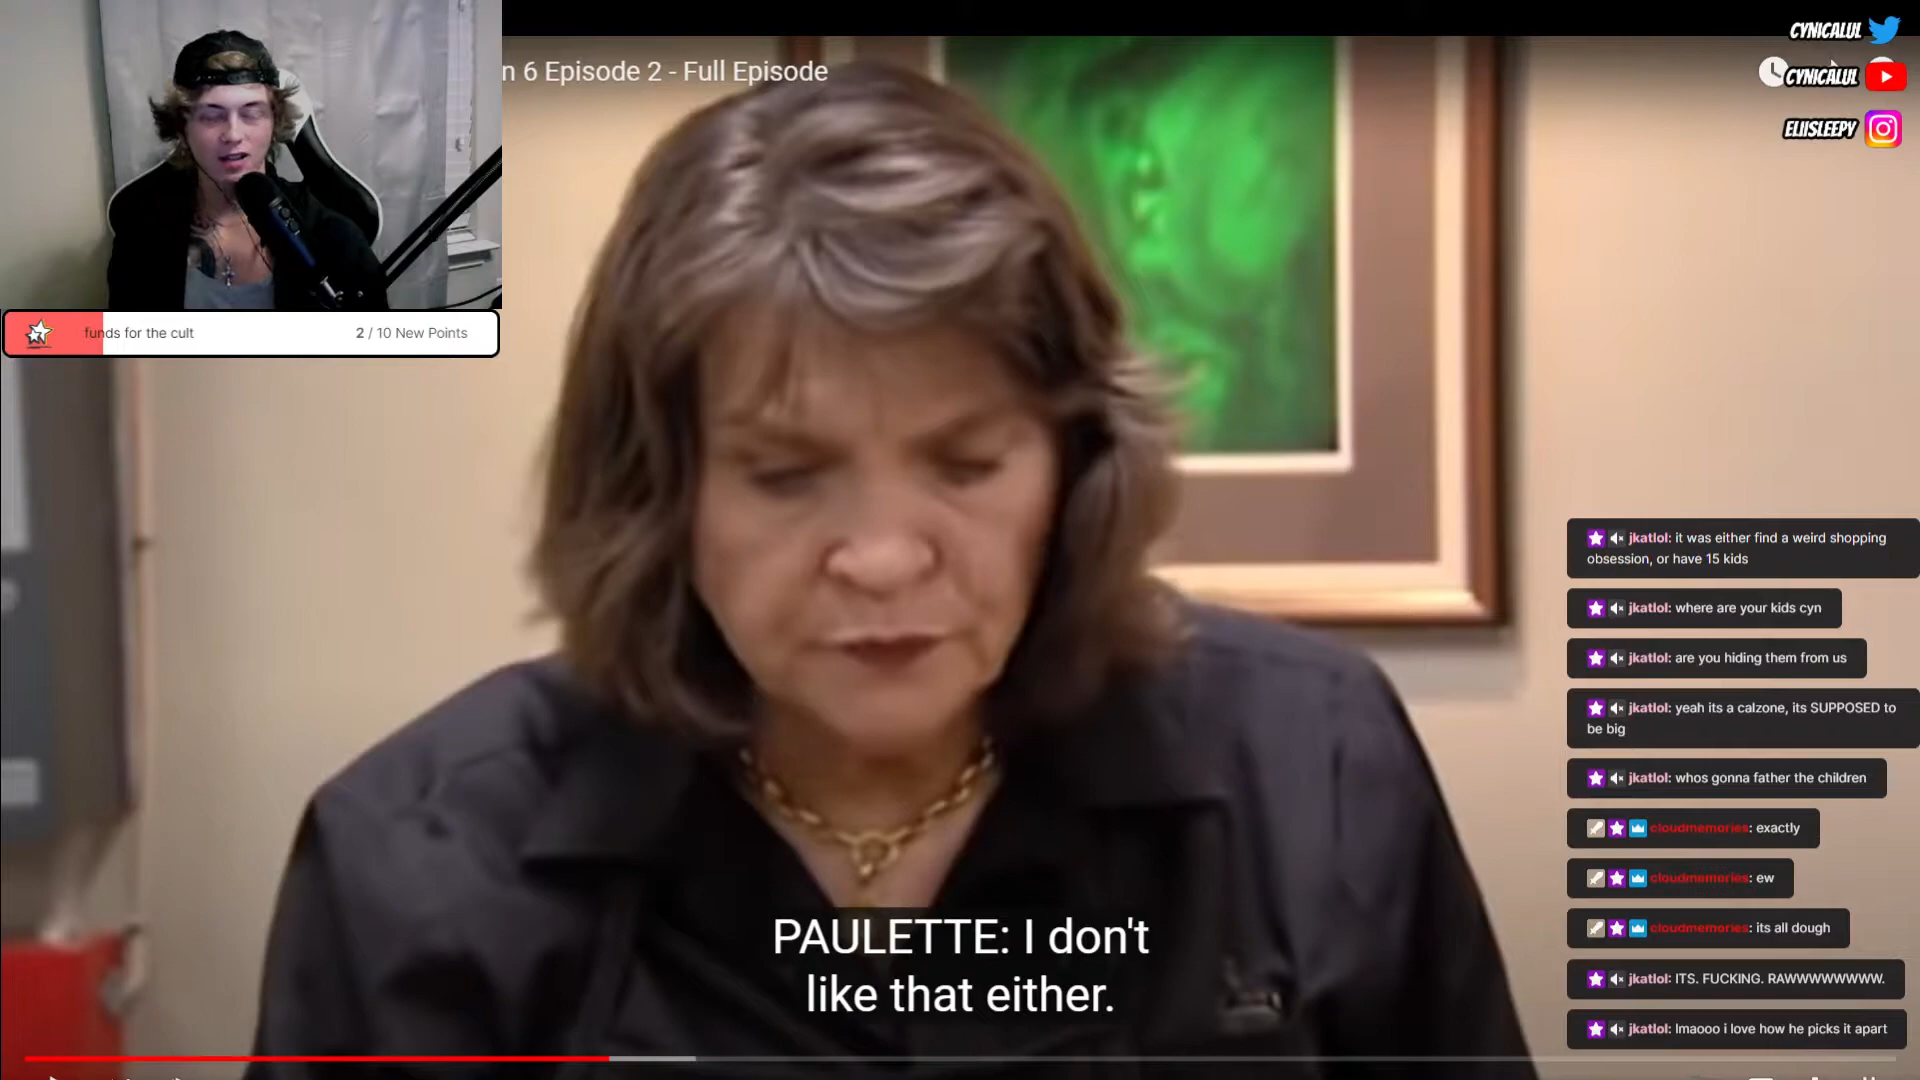 n 6 Episode 2 - Full Episode
CYNICALUL
CYNICALUL
ELIISLEEPY
funds for the cult
2 / 10 New Points
jkatlol: it was either find a weird shopping
obsession, or have 15 kids
jkatlol: where are your kids cyn
jkatlol: are you hiding them from us
jkatlol: yeah its a calzone, its SUPPOSED to
be big
jkatlol: whos gonna father the children
cloudmemories: exactly
cloudmemories: ew
cloudmemories: its all dough
jkatlol: ITS. FUCKING. RAWWWWWWWW.
jkatlol: lmaooo i love how he picks it apart
PAULETTE: I don't
like that either.